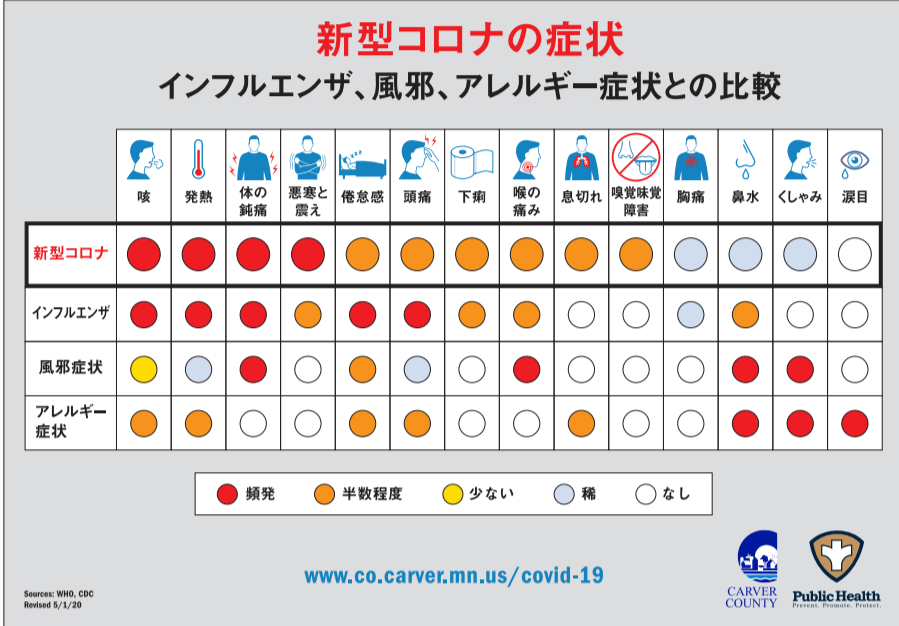 新型コロナの症状
インフルエンザ、風邪、アレルギー症状との比較
咳
発熱
体の
鈍痛
悪寒と
震え
倦怠感
頭痛
下痢
喉の
痛み
息切れ
嗅覚味覚
障害
胸痛
鼻水
くしゃみ
涙目
新型コロナ
インフルエンザ
風邪症状
アレルギー
症状
頻発
半数程度
少ない
稀
なし
www.co.carver.mn.us/covid-19
Sources: WHO, CDC
Revised 5/1/20
CARVER
COUNTY
Public Health
Prevent. Promote. Protect.